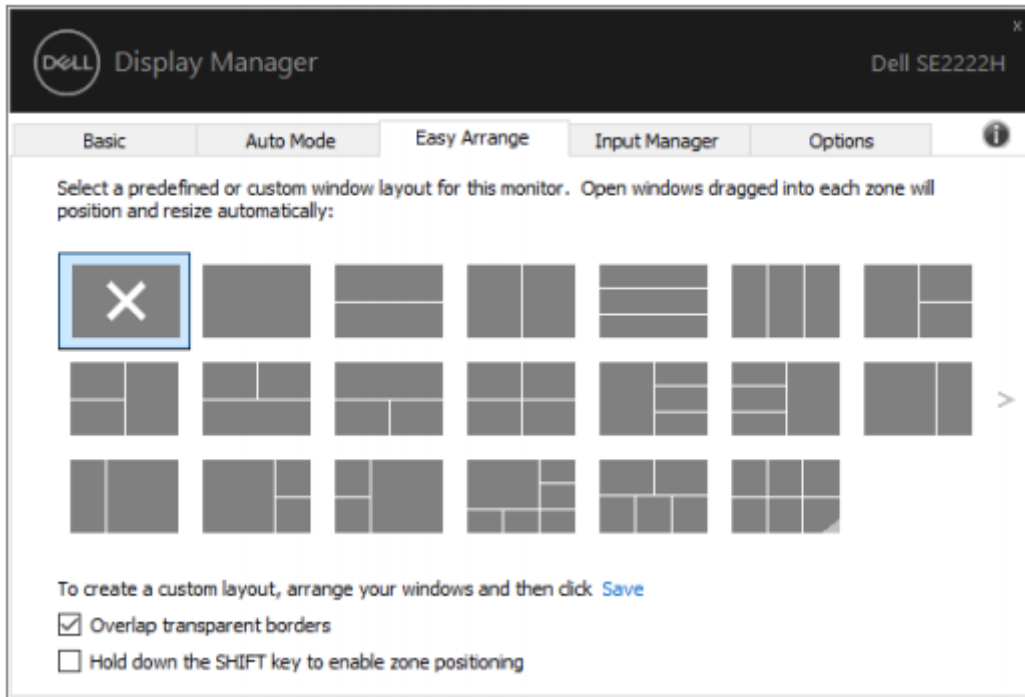 x
DELL Display Manager Dell SE2222H
Basic Auto Mode Easy Arrange Input Manager Options
Select a predefined or custom window layout for this monitor. Open windows dragged into each zone will
position and resize automatically:
>
To create a custom layout, arrange your windows and then click Save
Overlap transparent borders
Hold down the SHIFT key to enable zone positioning